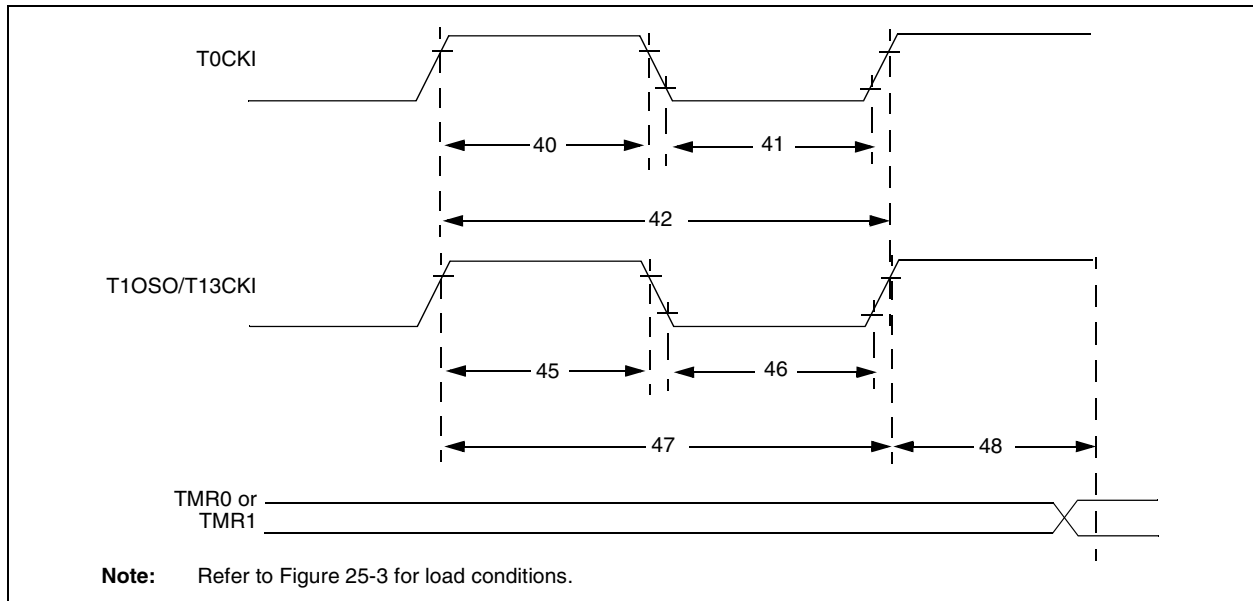 T0CKI
40
41
42
T1OSO/T13CKI
45
46
47
48
TMR0 or
TMR1
Note: Refer to Figure 25-3 for load conditions.